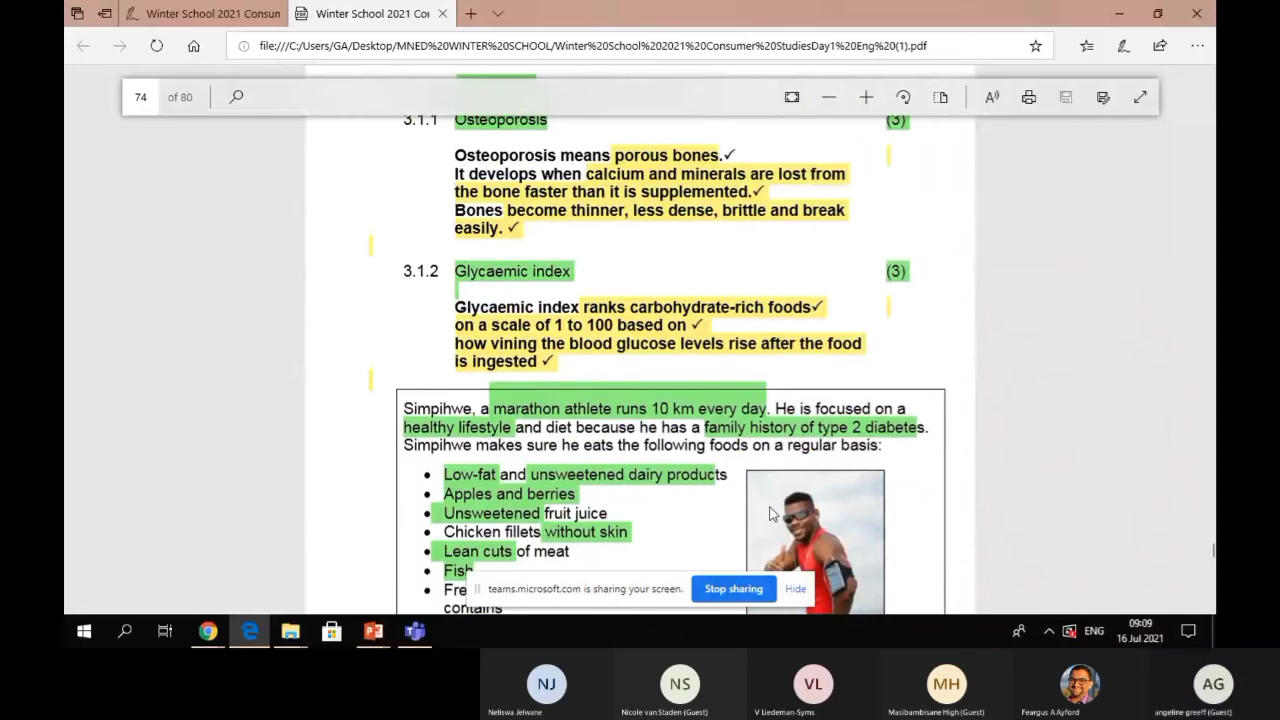 Winter School 2021 Consum
Winter School 2021 Cor
file:///C:/Users/GA/Desktop/MNED%20WINTER%20SCHOOL/Winter%20School%202021%20Consumer%20StudiesDay1%20Eng%20(1).pdf
74 of 80
3.1.1 Osteoporosis (3)
Osteoporosis means porous bones.✓
It develops when calcium and minerals are lost from
the bone faster than it is supplemented.✓
Bones become thinner, less dense, brittle and break
easily. ✓
3.1.2 Glycaemic index (3)
Glycaemic index ranks carbohydrate-rich foods✓
on a scale of 1 to 100 based on ✓
how vining the blood glucose levels rise after the food
is ingested ✓
Simpihwe, a marathon athlete runs 10 km every day. He is focused on a
healthy lifestyle and diet because he has a family history of type 2 diabetes.
Simpihwe makes sure he eats the following foods on a regular basis:
• Low-fat and unsweetened dairy products
• Apples and berries
• Unsweetened fruit juice
• Chicken fillets without skin
• Lean cuts of meat
• Fish
• Fre
contains
teams.microsoft.com is sharing your screen. Stop sharing Hide
ENG 09:09
16 Jul 2021
NJ NS VL MH AG
Neliswa Jelwane Nicole van Staden (Guest) V Liedeman-Syms Masibambisane High (Guest) Feargus A Ayford angeline greeff (Guest)